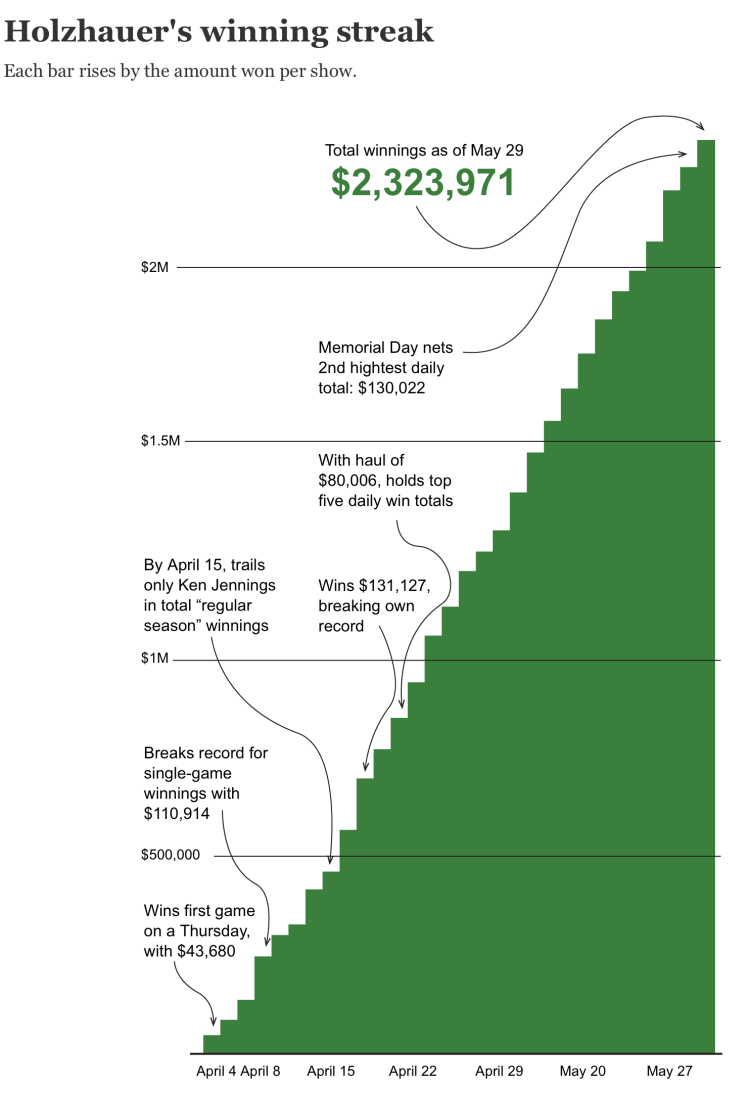 Holzhauer's winning streak
Each bar rises by the amount won per show.
Total winnings as of May 29
$2,323,971
$2M
Memorial Day nets
2nd hightest daily
total: $130,022
$1.5M
With haul of
$80,006, holds top
five daily win totals
By April 15, trails
only Ken Jennings
in total “regular
season” winnings
Wins $131,127,
breaking own
record
$1M
Breaks record for
single-game
winnings with
$110,914
$500,000
Wins first game
on a Thursday,
with $43,680
April 4 April 8 April 15 April 22 April 29 May 20 May 27